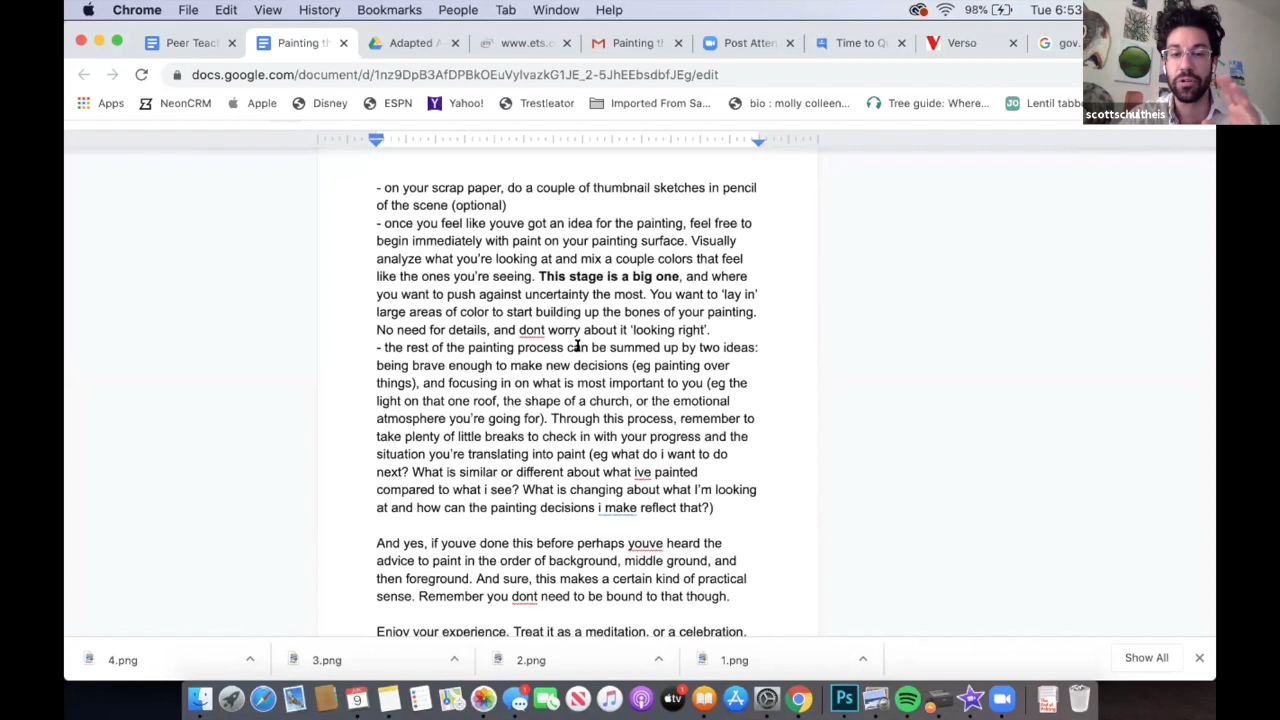 Chrome File Edit View History Bookmarks People Tab Window Help 98% Tue 6:53
Peer Teac Painting th Adapted A www.ets.c Painting th Post Atten Time to Q Verso gov.
docs.google.com/document/d/1nz9DpB3AfDPBkOEuVylvazkG1JE_2-5JhEEbsdbfJEg/edit
Apps NeonCRM Apple Disney ESPN Yahoo! Trestleator Imported From Sa... bio : molly colleen... Tree guide: Where... JO Lentil tabb
scottschultheis
- on your scrap paper, do a couple of thumbnail sketches in pencil
of the scene (optional)
- once you feel like youve got an idea for the painting, feel free to
begin immediately with paint on your painting surface. Visually
analyze what you're looking at and mix a couple colors that feel
like the ones you're seeing. This stage is a big one, and where
you want to push against uncertainty the most. You want to 'lay in'
large areas of color to start building up the bones of your painting.
No need for details, and dont worry about it 'looking right'.
- the rest of the painting process can be summed up by two ideas:
being brave enough to make new decisions (eg painting over
things), and focusing in on what is most important to you (eg the
light on that one roof, the shape of a church, or the emotional
atmosphere you're going for). Through this process, remember to
take plenty of little breaks to check in with your progress and the
situation you're translating into paint (eg what do i want to do
next? What is similar or different about what ive painted
compared to what i see? What is changing about what I'm looking
at and how can the painting decisions i make reflect that?)
And yes, if youve done this before perhaps youve heard the
advice to paint in the order of background, middle ground, and
then foreground. And sure, this makes a certain kind of practical
sense. Remember you dont need to be bound to that though.
Enjoy your experience. Treat it as a meditation, or a celebration,
4.png 3.png 2.png 1.png Show All
9 tv Ps